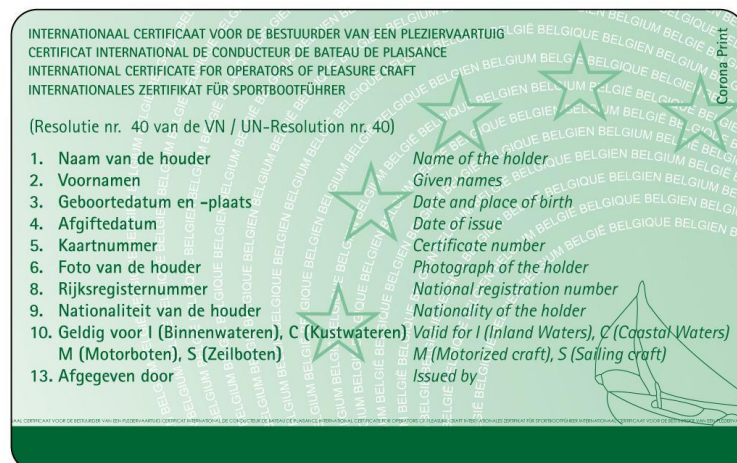 INTERNATIONAAL CERTIFICAAT VOOR DE BESTUURDER VAN EEN PLEZIERVAARTUIG
CERTIFICAT INTERNATIONAL DE CONDUCTEUR DE BATEAU DE PLAISANCE
INTERNATIONAL CERTIFICATE FOR OPERATORS OF PLEASURE CRAFT
INTERNATIONALES ZERTIFIKAT FÜR SPORTBOOTFÜHRER
Corona Print
(Resolutie nr. 40 van de VN / UN-Resolution nr. 40)
1. Naam van de houder Name of the holder
2. Voornamen Given names
3. Geboortedatum en -plaats Date and place of birth
4. Afgiftedatum Date of issue
5. Kaartnummer Certificate number
6. Foto van de houder Photograph of the holder
8. Rijksregisternummer National registration number
9. Nationaliteit van de houder Nationality of the holder
10. Geldig voor I (Binnenwateren), C (Kustwateren) Valid for I (Inland Waters), C (Coastal Waters)
M (Motorboten), S (Zeilboten) M (Motorized craft), S (Sailing craft)
13. Afgegeven door Issued by